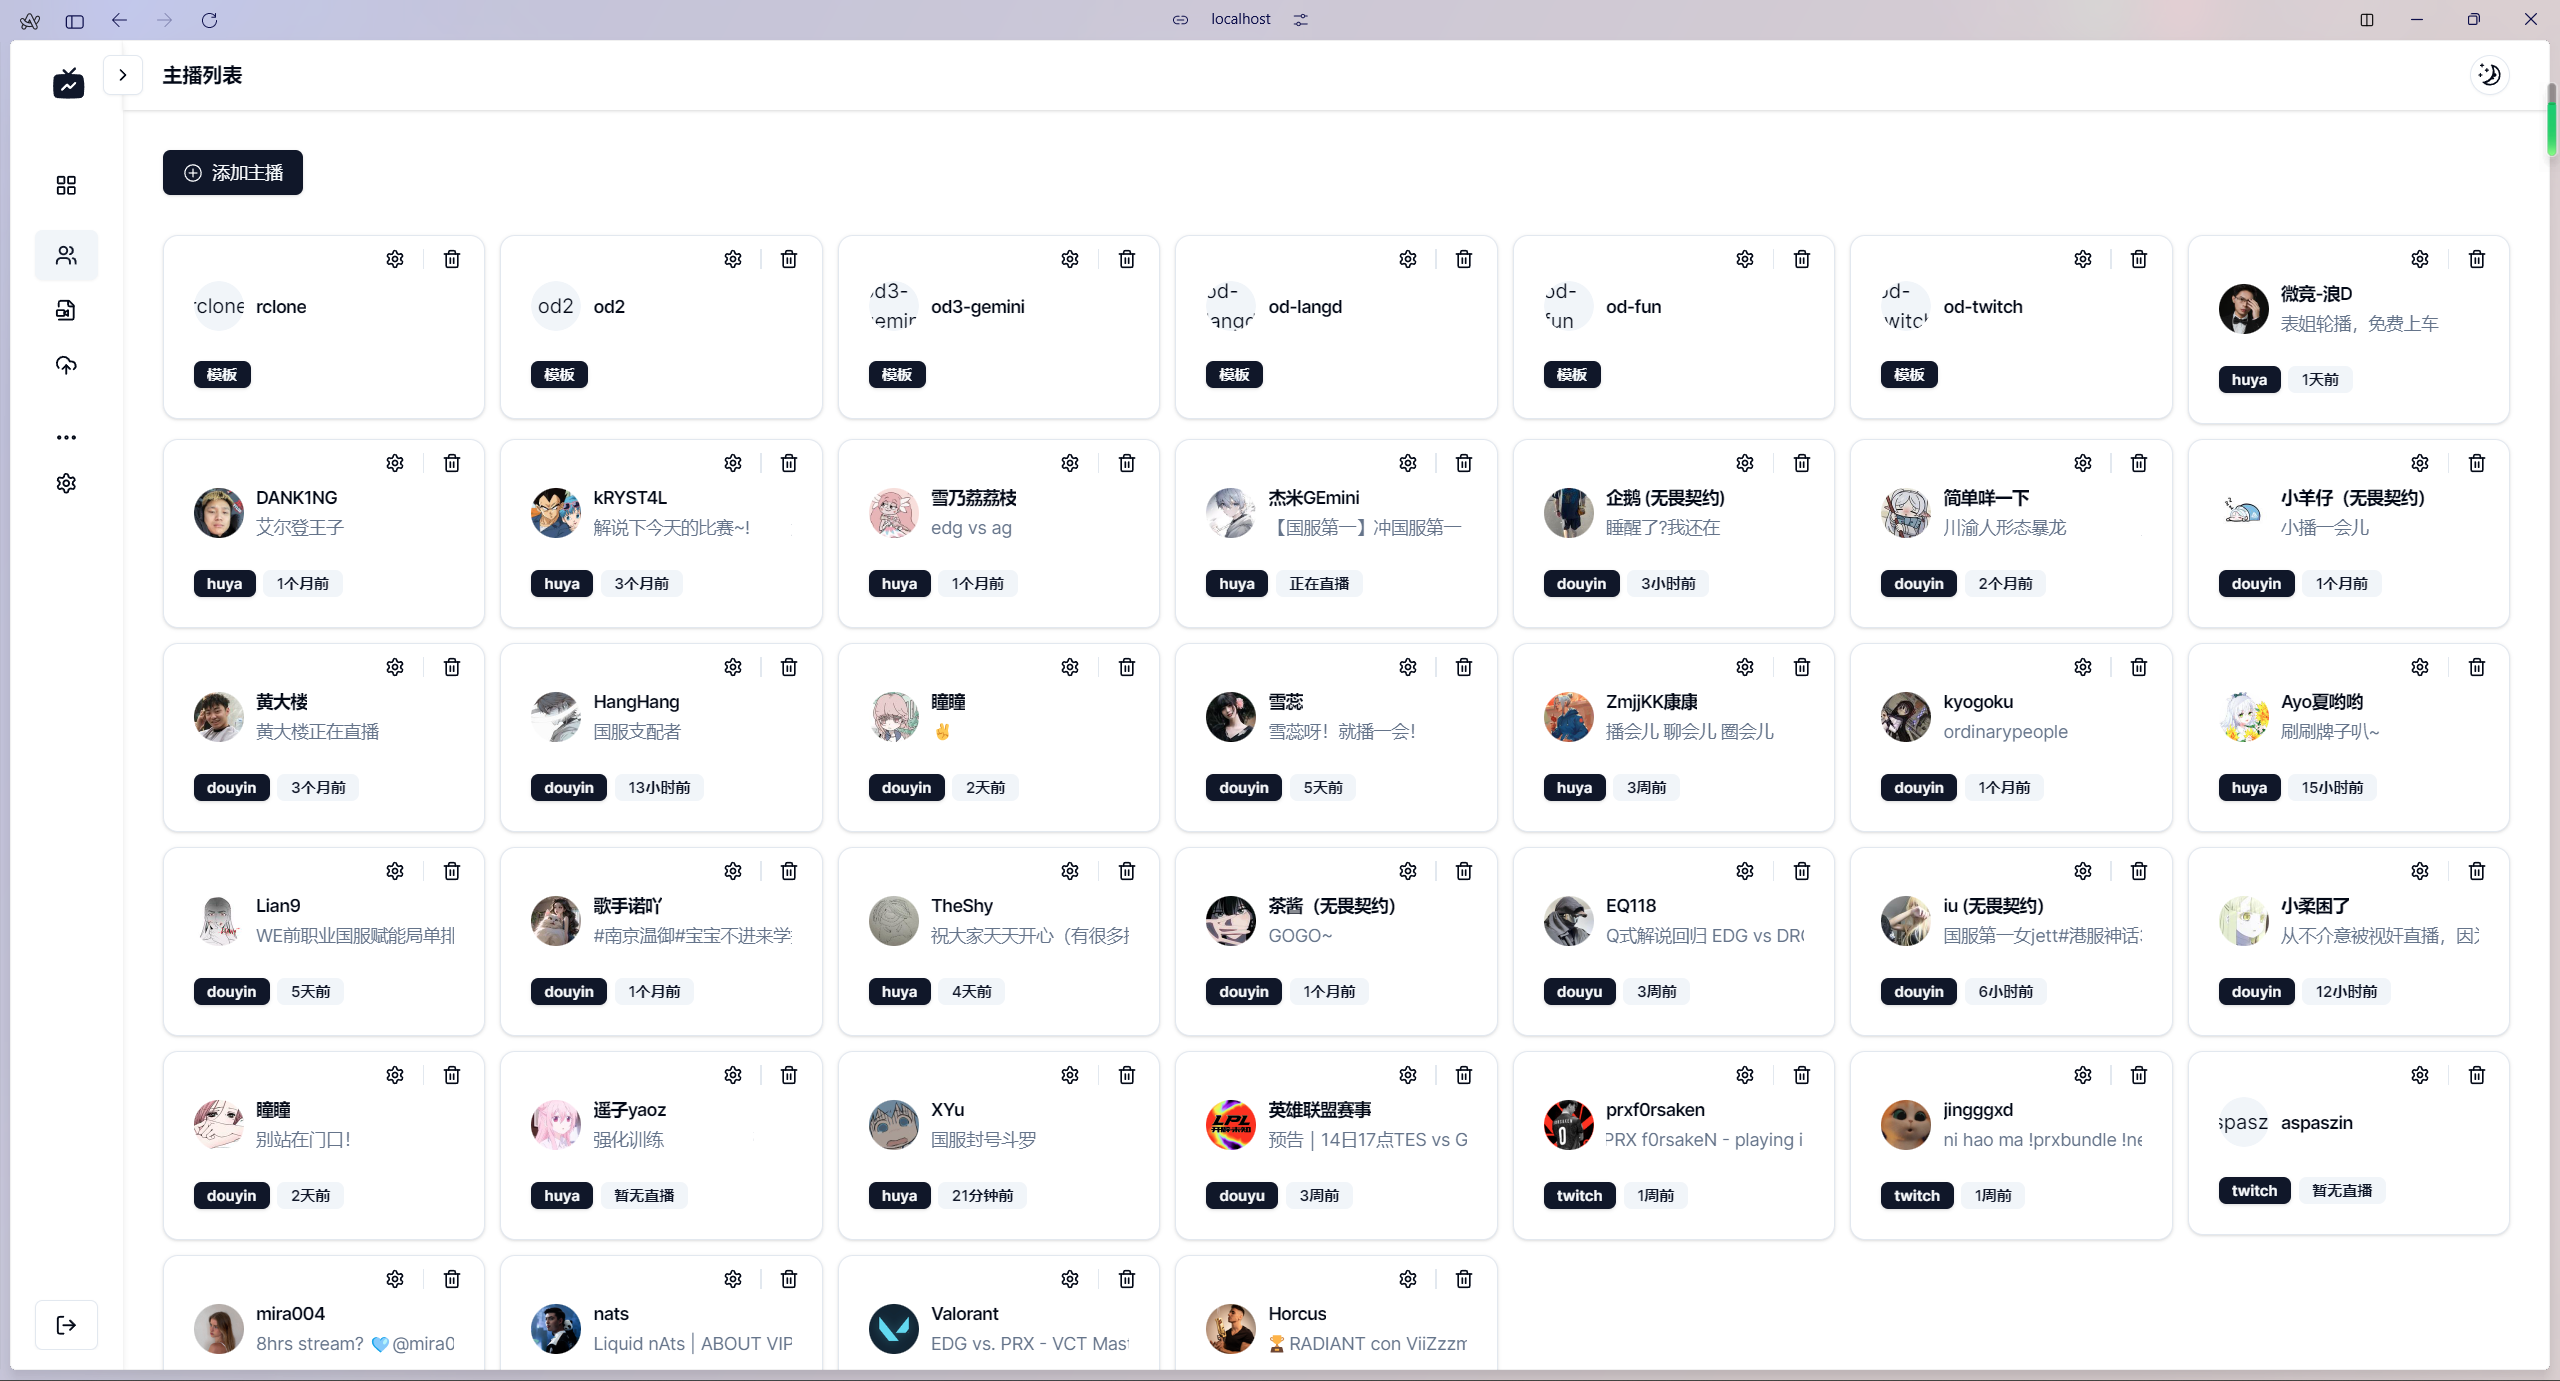 localhost
主播列表
添加主播
rclone
模板
od2
od2
模板
od3-gemini
模板
od-langd
模板
od-
fun
od-fun
模板
od-twitch
模板
微竞-浪D
表姐轮播，免费上车
huya 1天前
DANK1NG
艾尔登王子
huya 1个月前
kRYST4L
解说下今天的比赛~!
huya 3个月前
雪乃荔荔枝
edg vs ag
huya 1个月前
杰米GEmini
【国服第一】冲国服第一
huya 正在直播
企鹅 (无畏契约)
睡醒了?我还在
douyin 3小时前
简单咩一下
川渝人形态暴龙
douyin 2个月前
小羊仔（无畏契约）
小播一会儿
douyin 1个月前
黄大楼
黄大楼正在直播
douyin 3个月前
HangHang
国服支配者
douyin 13小时前
瞳瞳
✌
douyin 2天前
雪蕊
雪蕊呀！就播一会！
douyin 5天前
ZmjjKK康康
播会儿 聊会儿 圈会儿
huya 3周前
kyogoku
ordinarypeople
douyin 1个月前
Ayo夏哟哟
刷刷牌子叭~
huya 15小时前
Lian9
WE前职业国服赋能局单排
douyin 5天前
歌手诺吖
#南京温御#宝宝不进来学
douyin 1个月前
TheShy
祝大家天天开心（有很多
huya 4天前
茶酱（无畏契约）
GOGO~
douyin 1个月前
EQ118
Q式解说回归 EDG vs DR
douyu 3周前
iu (无畏契约)
国服第一女jett#港服神话
douyin 6小时前
小柔困了
从不介意被视奸直播，因
douyin 12小时前
瞳瞳
别站在门口！
douyin 2天前
遥子yaoz
强化训练
huya 暂无直播
XYu
国服封号斗罗
huya 21分钟前
LPL
英雄联盟赛事
预告 | 14日17点TES vs G
douyu 3周前
0
prxf0rsaken
PRX f0rsakeN - playing i
twitch 1周前
jingggxd
ni hao ma !prxbundle !ne
twitch 1周前
spasz
aspaszin
twitch 暂无直播
mira004
8hrs stream? 🩵@mira0
nats
Liquid nAts | ABOUT VIP
Valorant
EDG vs. PRX - VCT Mas
Horcus
🏆RADIANT con ViiZzzm